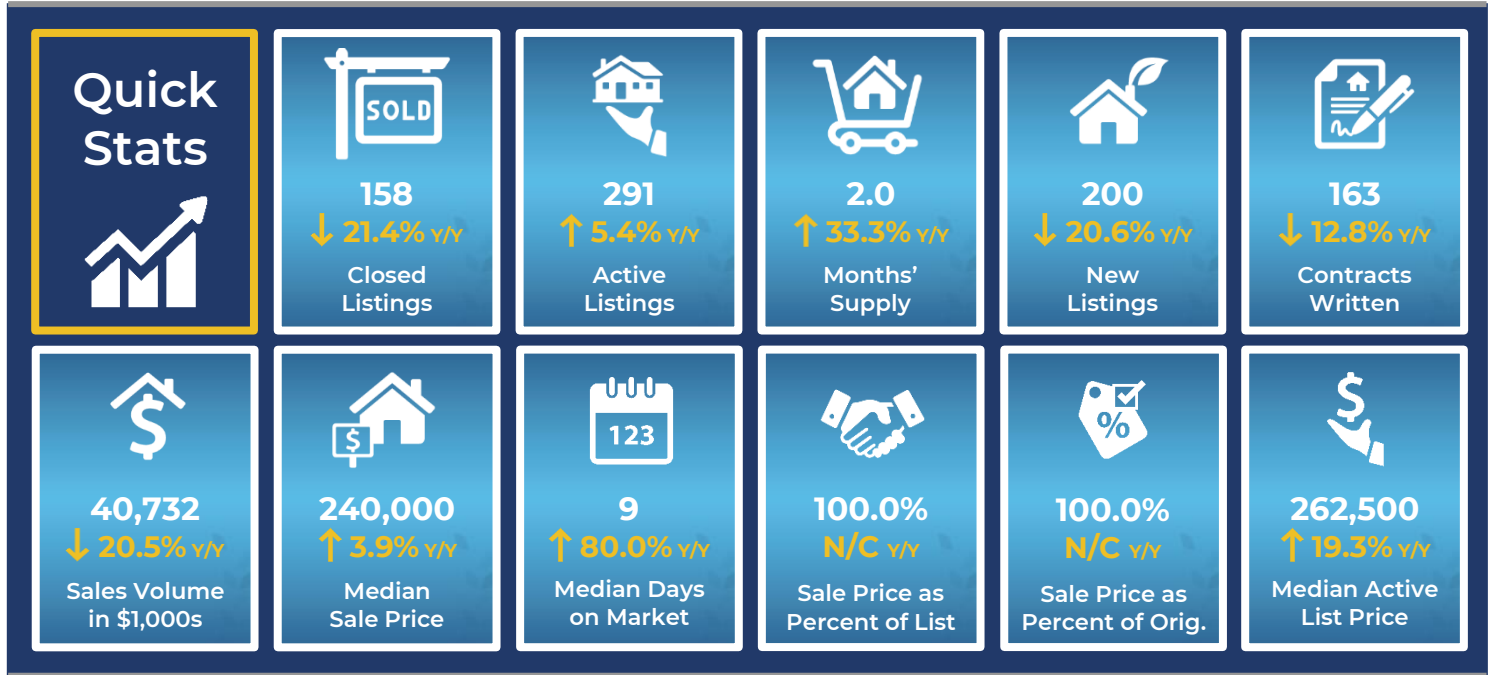 Quick
Stats
SOLD
158
↓ 21.4% Y/Y
Closed
Listings
291
↑ 5.4% Y/Y
Active
Listings
2.0
↑ 33.3% Y/Y
Months’
Supply
200
↓ 20.6% Y/Y
New
Listings
163
↓ 12.8% Y/Y
Contracts
Written
$
40,732
↓ 20.5% Y/Y
Sales Volume
in $1,000s
$
240,000
↑ 3.9% Y/Y
Median
Sale Price
123
9
↑ 80.0% Y/Y
Median Days
on Market
100.0%
N/C Y/Y
Sale Price as
Percent of List
%
100.0%
N/C Y/Y
Sale Price as
Percent of Orig.
$
262,500
↑ 19.3% Y/Y
Median Active
List Price